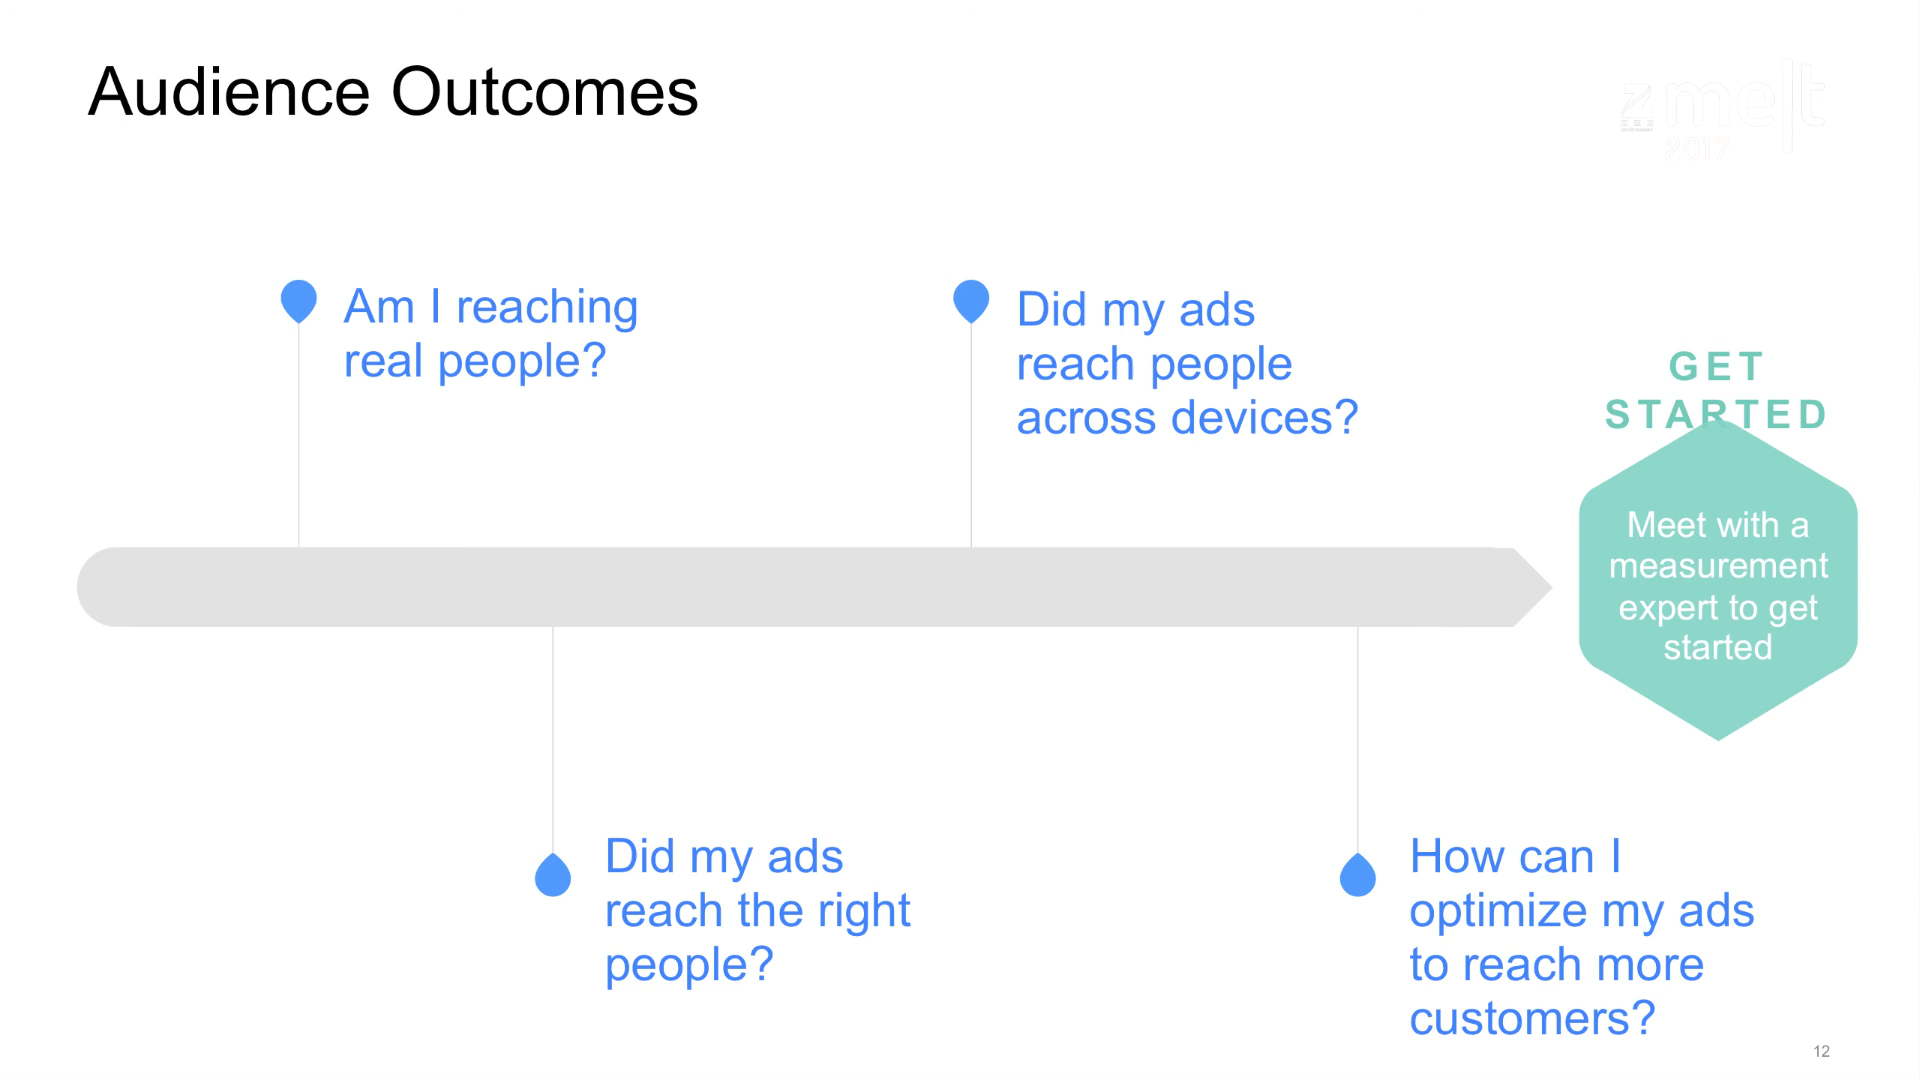 Audience Outcomes
z melt
2017
Am I reaching
real people?
Did my ads
reach people
across devices?
GET
STARTED
Meet with a
measurement
expert to get
started
Did my ads
reach the right
people?
How can I
optimize my ads
to reach more
customers?
12